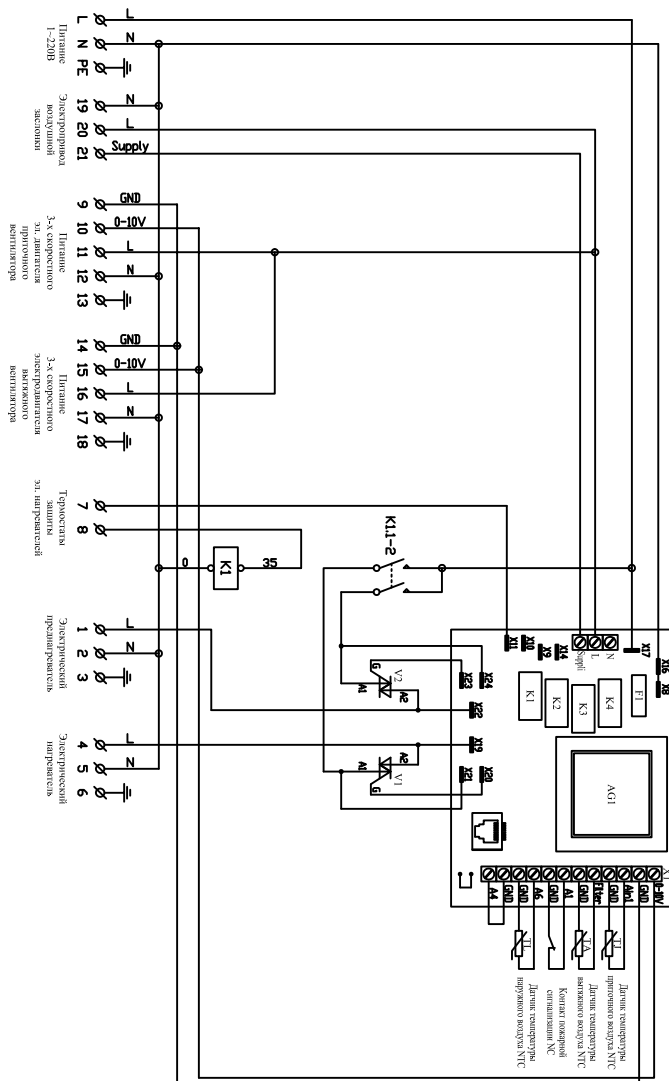 Питание
1~220В
L
L
N
N
PE
Электропривод
воздушной
заслонки
19
N
20
L
21
Supply
Питание
3-х скоростного
эл. двигателя
приточного
вентилятора
9
GND
10
0-10V
11
L
12
N
13
Питание
3-х скоростного
электродвигателя
вытяжного
вентилятора
14
GND
15
0-10V
16
L
17
N
18
Термостаты
защиты
эл. нагревателей
7
8
0
K1
35
K1.1-2
Электрический
преднагреватель
1
L
2
N
3
Электрический
нагреватель
4
L
5
N
6
G
V2
A1
A2
A2
A1
V1
G
X11
X10
X9
X14
Suppli
L
N
X17
X16
X8
X23
X24
X22
X19
X21
X20
K1
K2
K3
K4
F1
AG1
0-10V
GND
AIn1
GND
Filter
GND
A1
GND
A6
GND
GND
A4
TJ
TA
TL
Датчик температуры
приточного воздуха NTC
Датчик температуры
вытяжного воздуха NTC
Контакт пожарной
сигнализации NC
Датчик температуры
наружного воздуха NTC